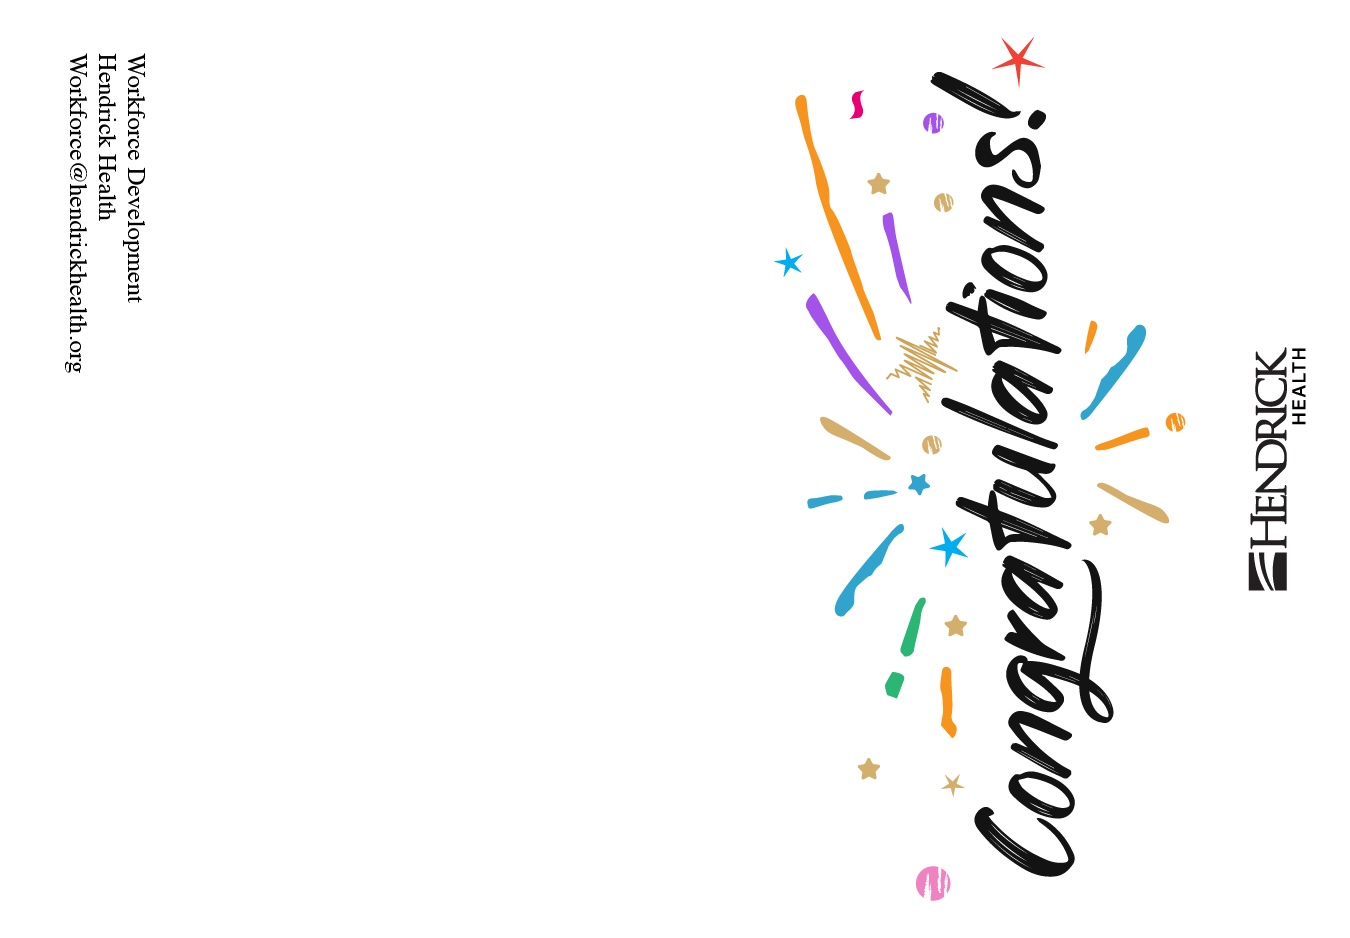 Congratulations!
HENDRICK
HEALTH
Workforce Development
Hendrick Health
Workforce@hendrickhealth.org